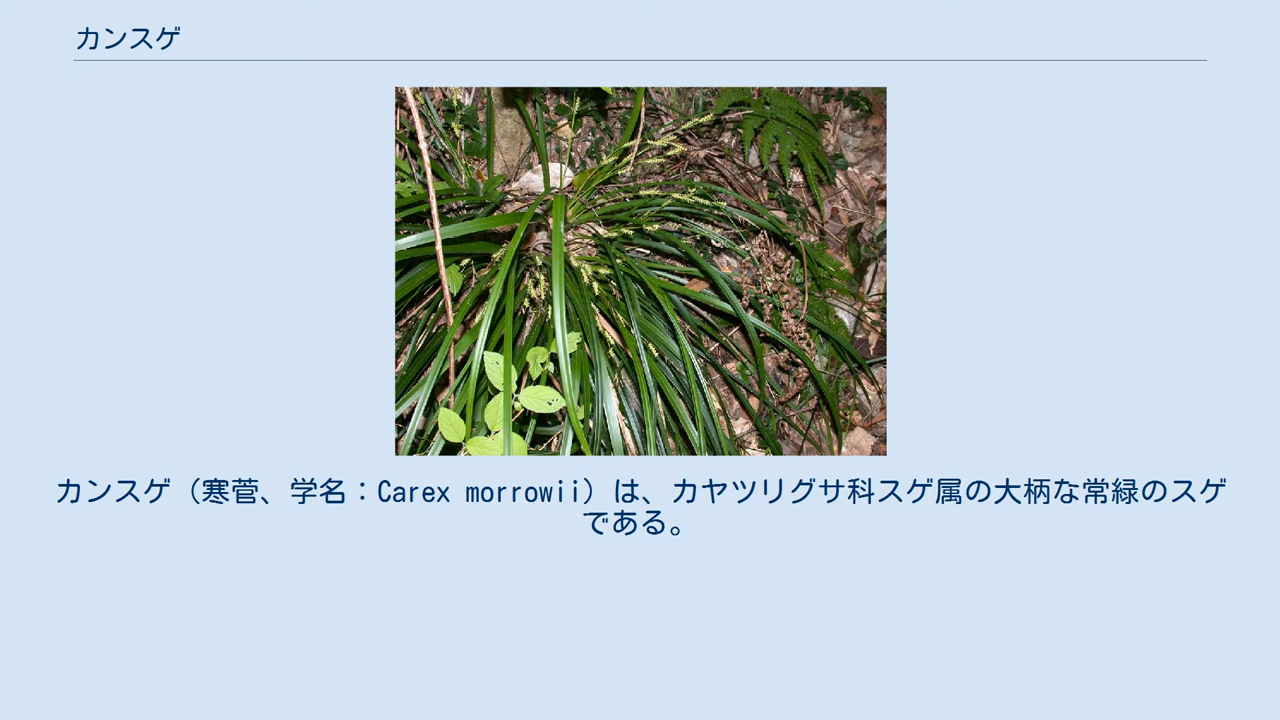 カンスゲ
カンスゲ（寒菅、学名：Carex morrowii）は、カヤツリグサ科スゲ属の大柄な常緑のスゲ
である。